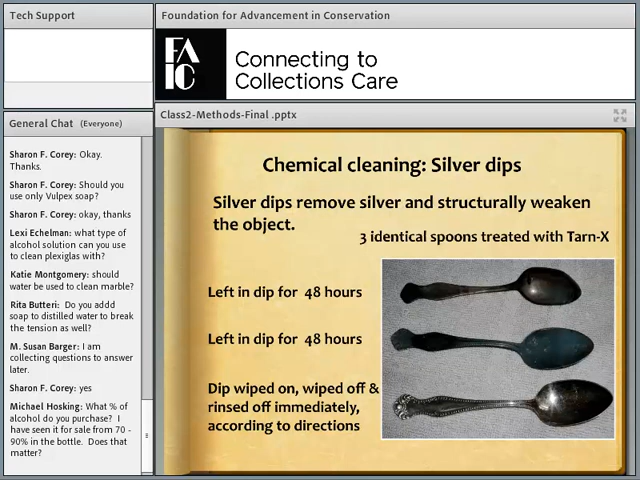 Tech Support
Foundation for Advancement in Conservation
FA
IC
Connecting to
Collections Care
General Chat (Everyone)
Sharon F. Corey: Okay.
Thanks.
Sharon F. Corey: Should you
use only Vulpex soap?
Sharon F. Corey: okay, thanks
Lexi Echelman: what type of
alcohol solution can you use
to clean plexiglas with?
Katie Montgomery: should
water be used to clean marble?
Rita Butteri: Do you addd
soap to distilled water to break
the tension as well?
M. Susan Barger: I am
collecting questions to answer
later.
Sharon F. Corey: yes
Michael Hosking: What % of
alcohol do you purchase? I
have seen it for sale from 70 -
90% in the bottle. Does that
matter?
Class2-Methods-Final .pptx
Chemical cleaning: Silver dips
Silver dips remove silver and structurally weaken
the object.
3 identical spoons treated with Tarn-X
Left in dip for 48 hours
Left in dip for 48 hours
Dip wiped on, wiped off &
rinsed off immediately,
according to directions